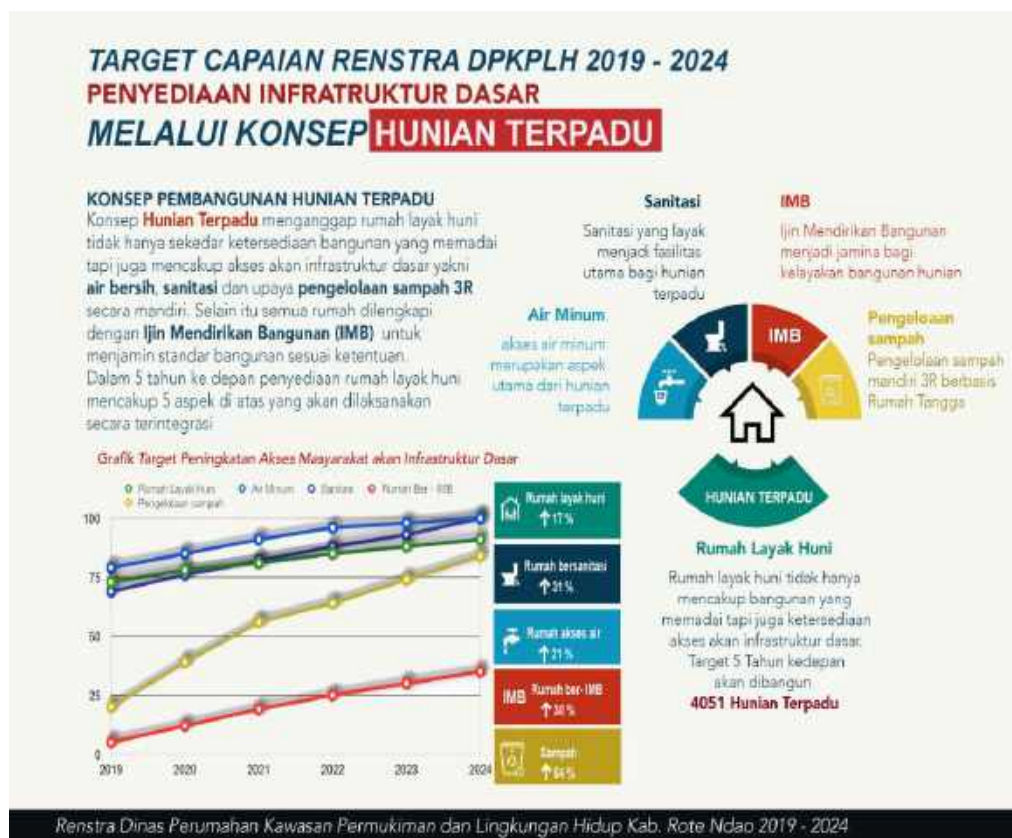 TARGET CAPAIAN RENSTRA DPKPLH 2019 - 2024
PENYEDIAAN INFRATRUKTUR DASAR
MELALUI KONSEP HUNIAN TERPADU
KONSEP PEMBANGUNAN HUNIAN TERPADU
Konsep Hunian Terpadu menganggap rumah layak huni
tidak hanya sekedar ketersediaan bangunan yang memadai
tapi juga mencakup akses akan infrastruktur dasar yakni
air bersih, sanitasi dan upaya pengelolaan sampah 3R
secara mandiri. Selain itu semua rumah dilengkapi
dengan Ijin Mendirikan Bangunan (IMB) untuk
menjamin standar bangunan sesuai ketentuan.
Dalam 5 tahun ke depan penyediaan rumah layak huni
mencakup 5 aspek di atas yang akan dilaksanakan
secara terintegrasi
Sanitasi
Sanitasi yang layak
menjadi fasilitas
utama bagi hunian
terpadu
IMB
Ijin Mendirikan Bangunan
menjadi jamina bagi
kelayakan bangunan hunian
Air Minum
akses air minum
merupakan aspek
utama dari hunian
terpadu
IMB
Pengeloaan
sampah
Pengelolaan sampah
mandiri 3R berbasis
Rumah Tangga
HUNIAN TERPADU
Rumah Layak Huni
Rumah layak huni tidak hanya
mencakup bangunan yang
memadai tapi juga ketersediaan
akses akan infrastruktur dasar.
Target 5 Tahun kedepan
akan dibangun
4051 Hunian Terpadu
Grafik Target Peningkatan Akses Masyarakat akan Infrastruktur Dasar
Rumah Layak Huni Air Minum Sanitasi Rumah Ber - IMB
Pengeloaan sampah
100
75
50
25
0
2019 2020 2021 2022 2023 2024
Rumah layak huni
17 %
Rumah bersanitasi
31 %
Rumah akses air
21 %
IMB Rumah ber- IMB
30 %
Sampah
64 %
Renstra Dinas Perumahan Kawasan Permukiman dan Lingkungan Hidup Kab. Rote Ndao 2019 - 2024